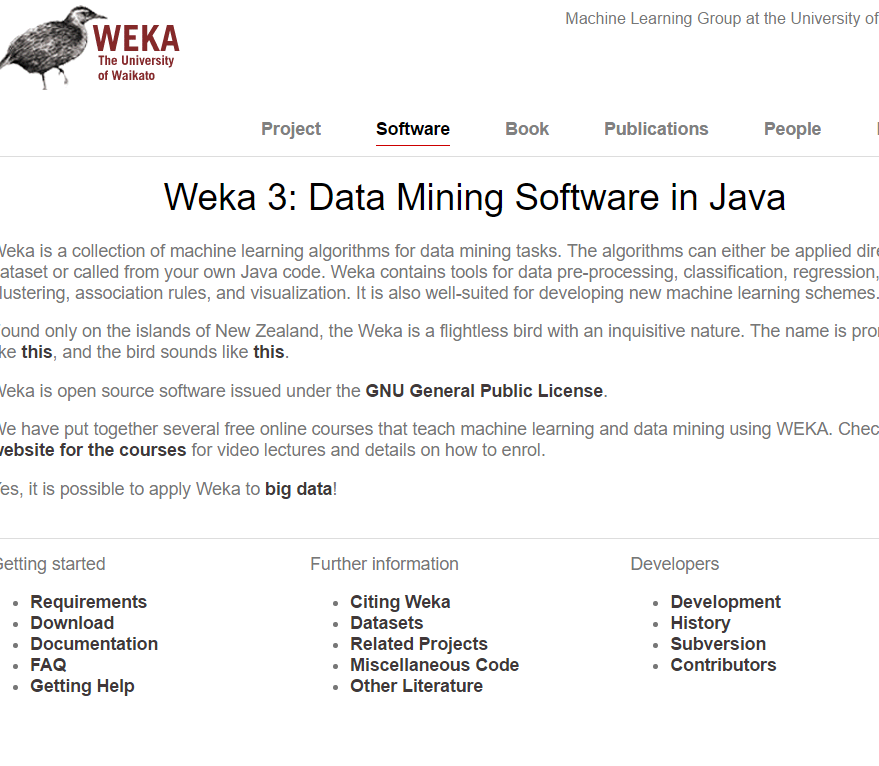 WEKA
The University
of Waikato
Machine Learning Group at the University of
Project Software Book Publications People
Weka 3: Data Mining Software in Java
eka is a collection of machine learning algorithms for data mining tasks. The algorithms can either be applied dire
ataset or called from your own Java code. Weka contains tools for data pre-processing, classification, regression,
lustering, association rules, and visualization. It is also well-suited for developing new machine learning schemes.
ound only on the islands of New Zealand, the Weka is a flightless bird with an inquisitive nature. The name is pro
ke this, and the bird sounds like this.
eka is open source software issued under the GNU General Public License.
e have put together several free online courses that teach machine learning and data mining using WEKA. Chec
ebsite for the courses for video lectures and details on how to enrol.
es, it is possible to apply Weka to big data!
etting started
Requirements
Download
Documentation
FAQ
Getting Help
Further information
Citing Weka
Datasets
Related Projects
Miscellaneous Code
Other Literature
Developers
Development
History
Subversion
Contributors